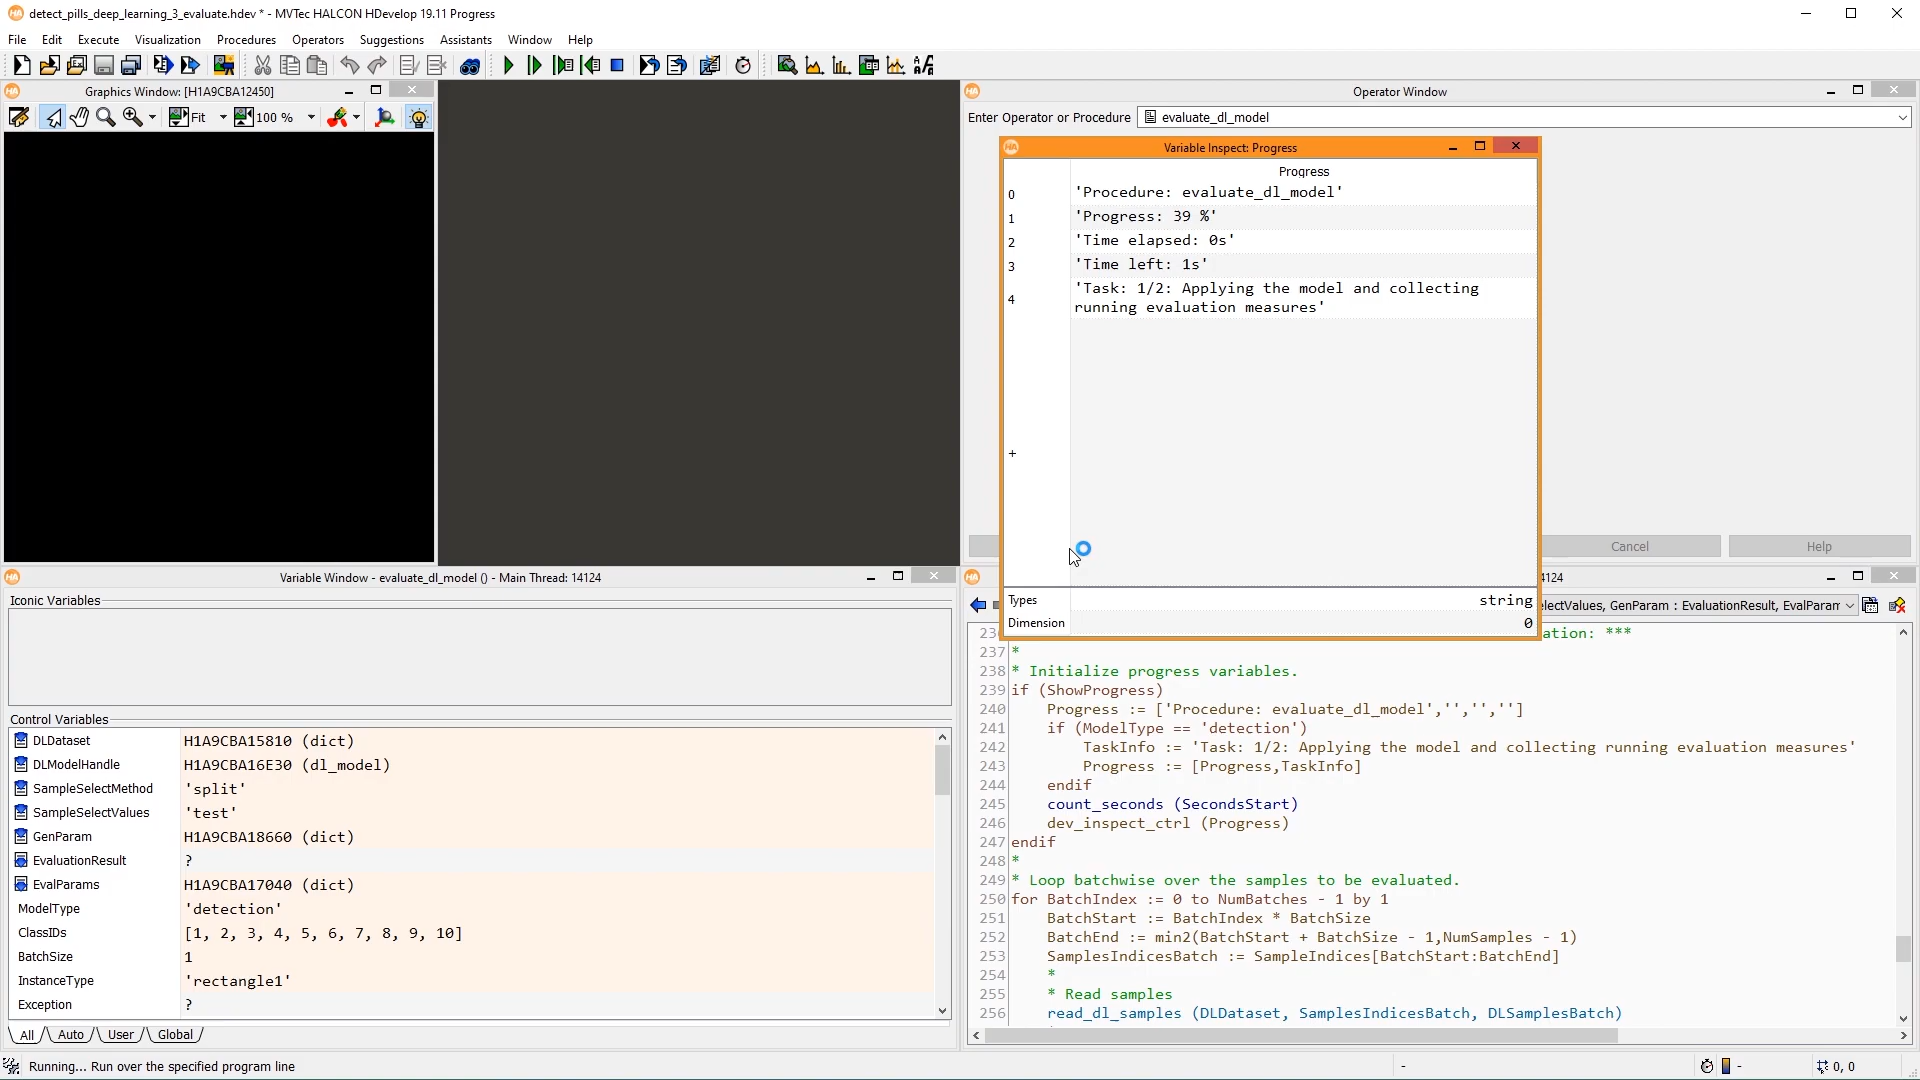 detect_pills_deep_learning_3_evaluate.hdev * - MVTec HALCON HDevelop 19.11 Progress
File Edit Execute Visualization Procedures Operators Suggestions Assistants Window Help
Graphics Window: [H1A9CBA12450]
Fit 100 %
Operator Window
Enter Operator or Procedure evaluate_dl_model
Variable Inspect: Progress
Progress
0 'Procedure: evaluate_dl_model'
1 'Progress: 39 %'
2 'Time elapsed: 0s'
3 'Time left: 1s'
4 'Task: 1/2: Applying the model and collecting
running evaluation measures'
+
Types string
Dimension 0
Cancel Help
Variable Window - evaluate_dl_model () - Main Thread: 14124
Iconic Variables
Control Variables
DLDataset H1A9CBA15810 (dict)
DLModelHandle H1A9CBA16E30 (dl_model)
SampleSelectMethod 'split'
SampleSelectValues 'test'
GenParam H1A9CBA18660 (dict)
EvaluationResult ?
EvalParams H1A9CBA17040 (dict)
ModelType 'detection'
ClassIDs [1, 2, 3, 4, 5, 6, 7, 8, 9, 10]
BatchSize 1
InstanceType 'rectangle1'
Exception ?
All Auto User Global
4124
electValues, GenParam : EvaluationResult, EvalParam
ation: ***
237 *
238 * Initialize progress variables.
239 if (ShowProgress)
240 Progress := ['Procedure: evaluate_dl_model','','','']
241 if (ModelType == 'detection')
242 TaskInfo := 'Task: 1/2: Applying the model and collecting running evaluation measures'
243 Progress := [Progress,TaskInfo]
244 endif
245 count_seconds (SecondsStart)
246 dev_inspect_ctrl (Progress)
247 endif
248 *
249 * Loop batchwise over the samples to be evaluated.
250 for BatchIndex := 0 to NumBatches - 1 by 1
251 BatchStart := BatchIndex * BatchSize
252 BatchEnd := min2(BatchStart + BatchSize - 1,NumSamples - 1)
253 SamplesIndicesBatch := SampleIndices[BatchStart:BatchEnd]
254 *
255 * Read samples
256 read_dl_samples (DLDataset, SamplesIndicesBatch, DLSamplesBatch)
Running... Run over the specified program line
-
-
0, 0